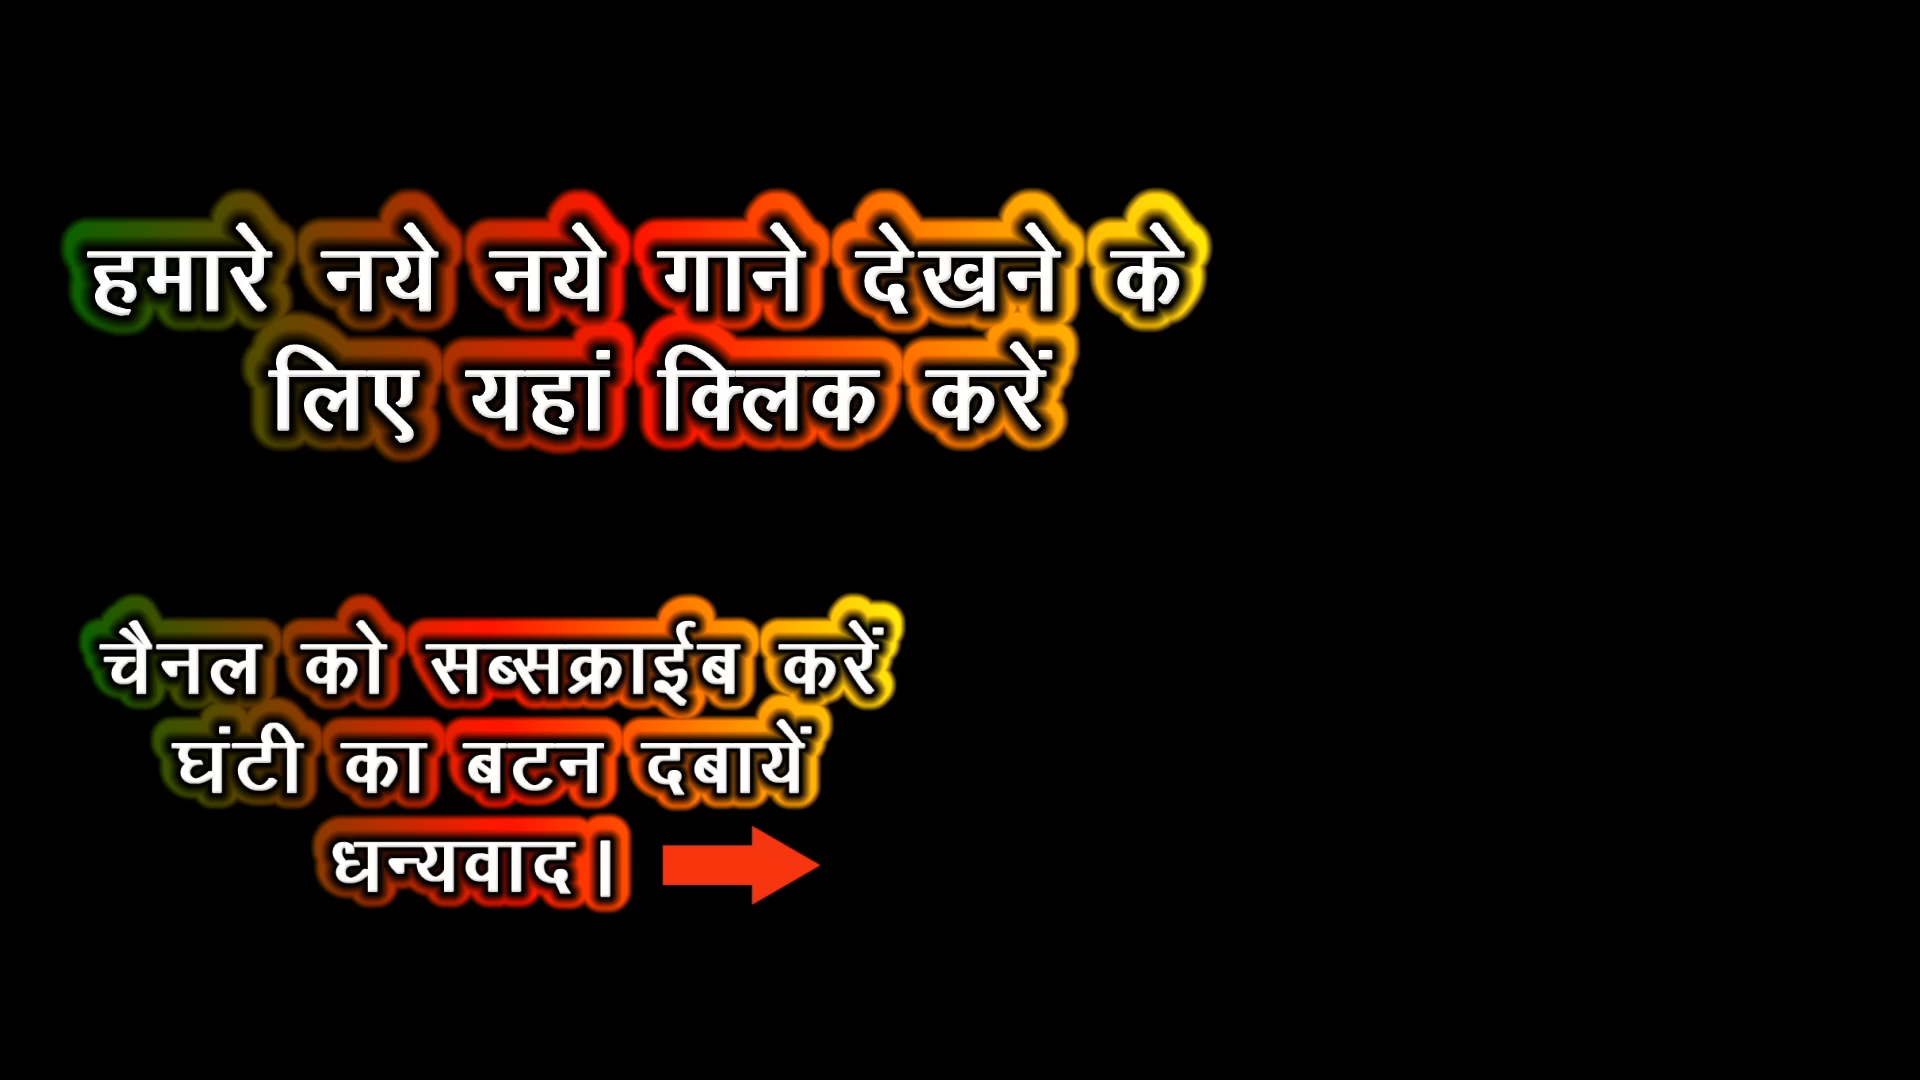 हमारे नये नये गाने देखने के
लिए यहां क्लिक करें
चैनल को सब्सक्राईब करें
घंटी का बटन दबायें
धन्यवाद।